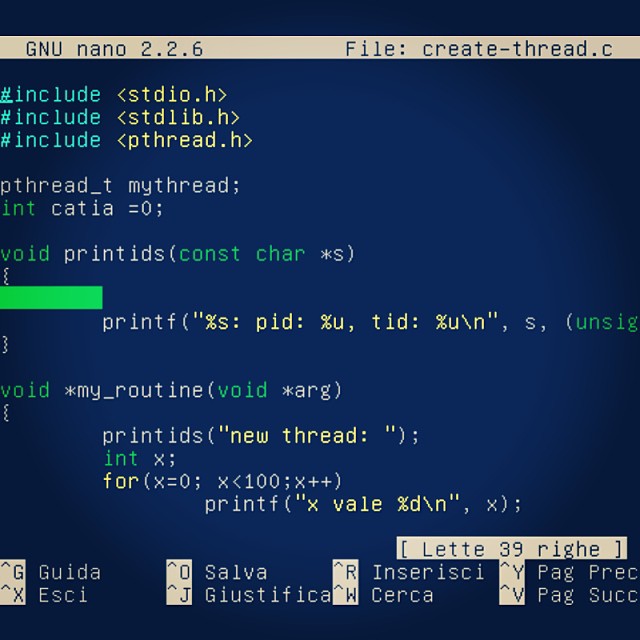 GNU nano 2.2.6 File: create-thread.c
#include <stdio.h>
#include <stdlib.h>
#include <pthread.h>
pthread_t mythread;
int catia =0;
void printids(const char *s)
{
printf("%s: pid: %u, tid: %u\n", s, (unsig
}
void *my_routine(void *arg)
{
printids("new thread: ");
int x;
for(x=0; x<100;x++)
printf("x vale %d\n", x);
[ Lette 39 righe ]
^G Guida ^O Salva ^R Inserisci ^Y Pag Prec
^X Esci ^J Giustifica ^W Cerca ^V Pag Succ